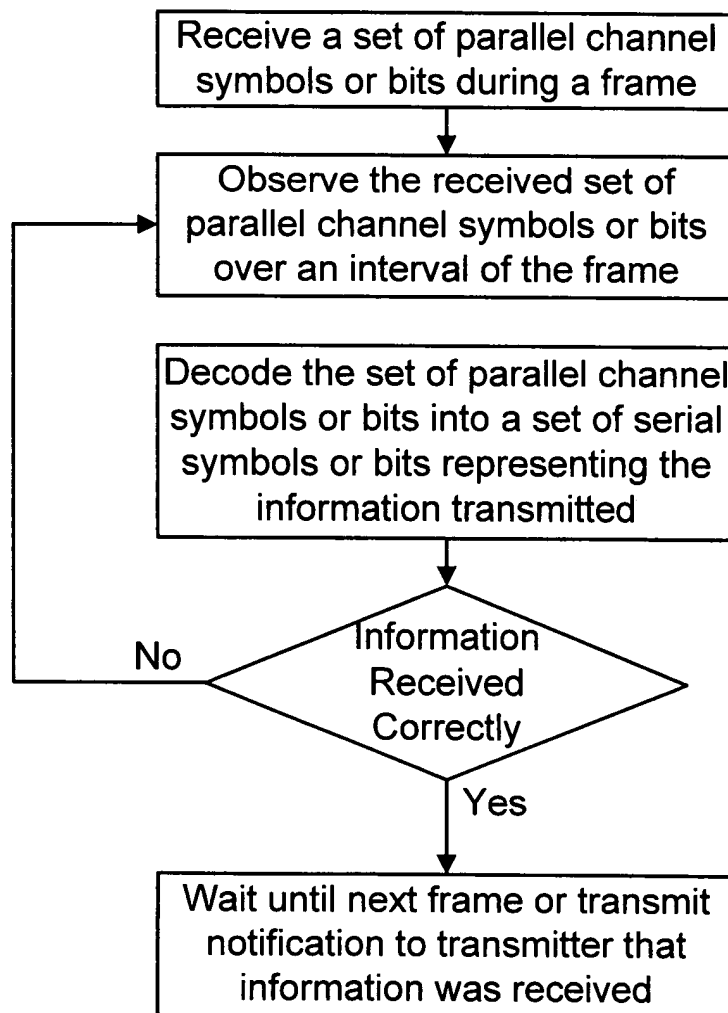 Receive a set of parallel channel
symbols or bits during a frame
Observe the received set of
parallel channel symbols or bits
over an interval of the frame
Decode the set of parallel channel
symbols or bits into a set of serial
symbols or bits representing the
information transmitted
Information
Received
Correctly
No
Yes
Wait until next frame or transmit
notification to transmitter that
information was received